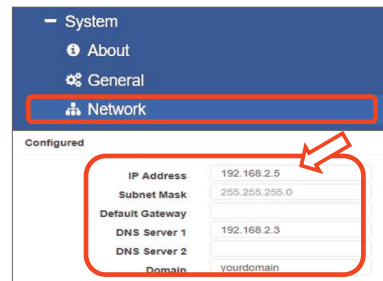 System
About
General
Network
Configured
IP Address 192.168.2.5
Subnet Mask 255.255.255.0
Default Gateway
DNS Server 1 192.168.2.3
DNS Server 2
Domain yourdomain